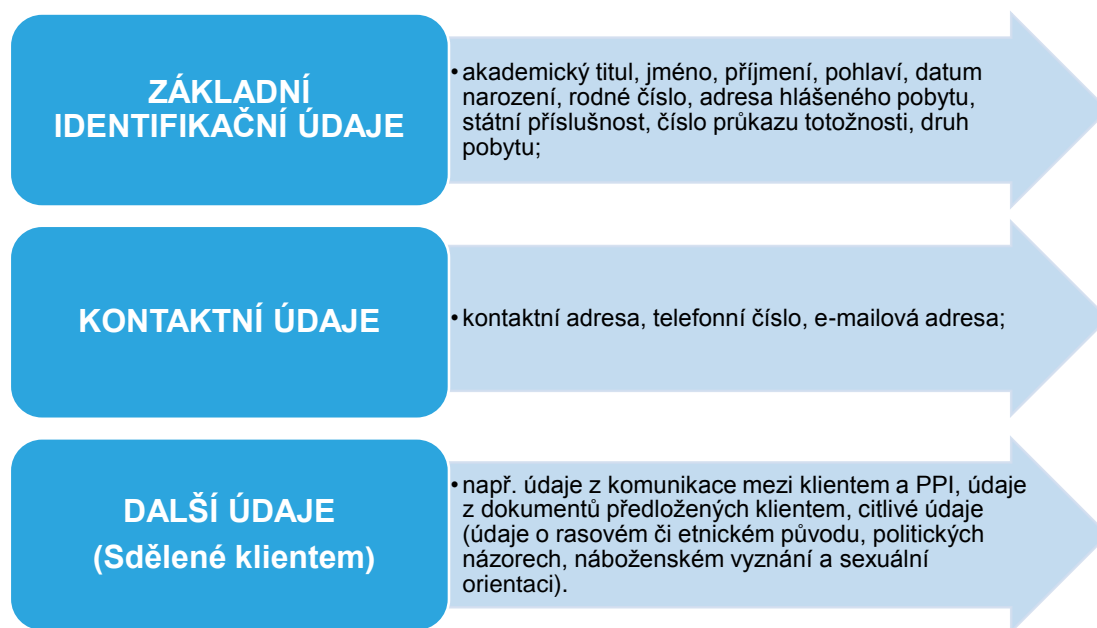 ZÁKLADNÍ
IDENTIFIKAČNÍ ÚDAJE
•akademický titul, jméno, příjmení, pohlaví, datum
narození, rodné číslo, adresa hlášeného pobytu,
státní příslušnost, číslo průkazu totožnosti, druh
pobytu;
KONTAKTNÍ ÚDAJE
•kontaktní adresa, telefonní číslo, e-mailová adresa;
DALŠÍ ÚDAJE
(Sdělené klientem)
•např. údaje z komunikace mezi klientem a PPI, údaje
z dokumentů předložených klientem, citlivé údaje
(údaje o rasovém či etnickém původu, politických
názorech, náboženském vyznání a sexuální
orientaci).